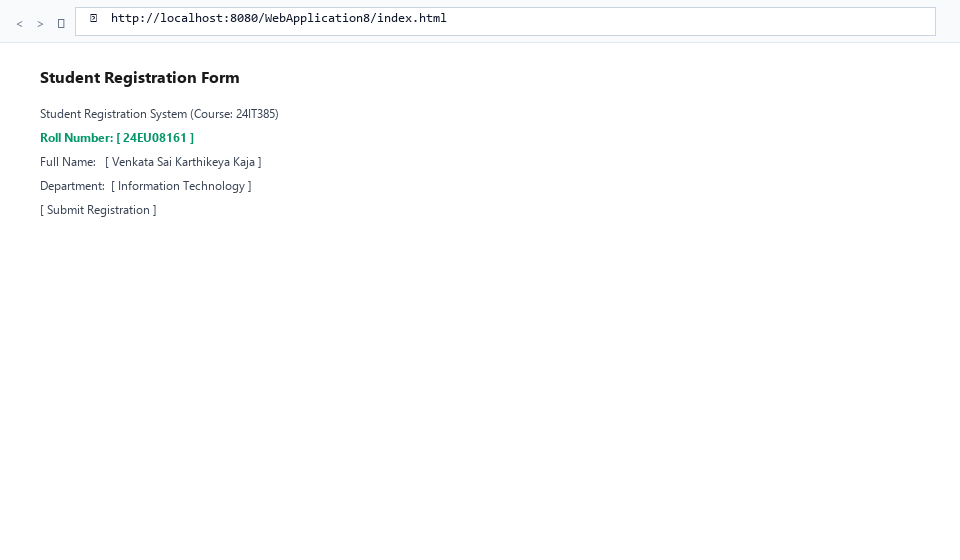 < >
http://localhost:8080/WebApplication8/index.html
Student Registration Form
Student Registration System (Course: 24IT385)
Roll Number: [ 24EU08161 ]
Full Name: [ Venkata Sai Karthikeya Kaja ]
Department: [ Information Technology ]
[ Submit Registration ]